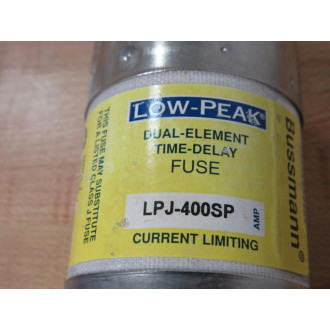 LOW-PEAK®
DUAL-ELEMENT
TIME-DELAY
FUSE
LPJ-400SP
AMP
CURRENT LIMITING
THIS FUSE MAY SUBSTITUTE
FOR A LISTED CLASS J FUSE
Bussmann®